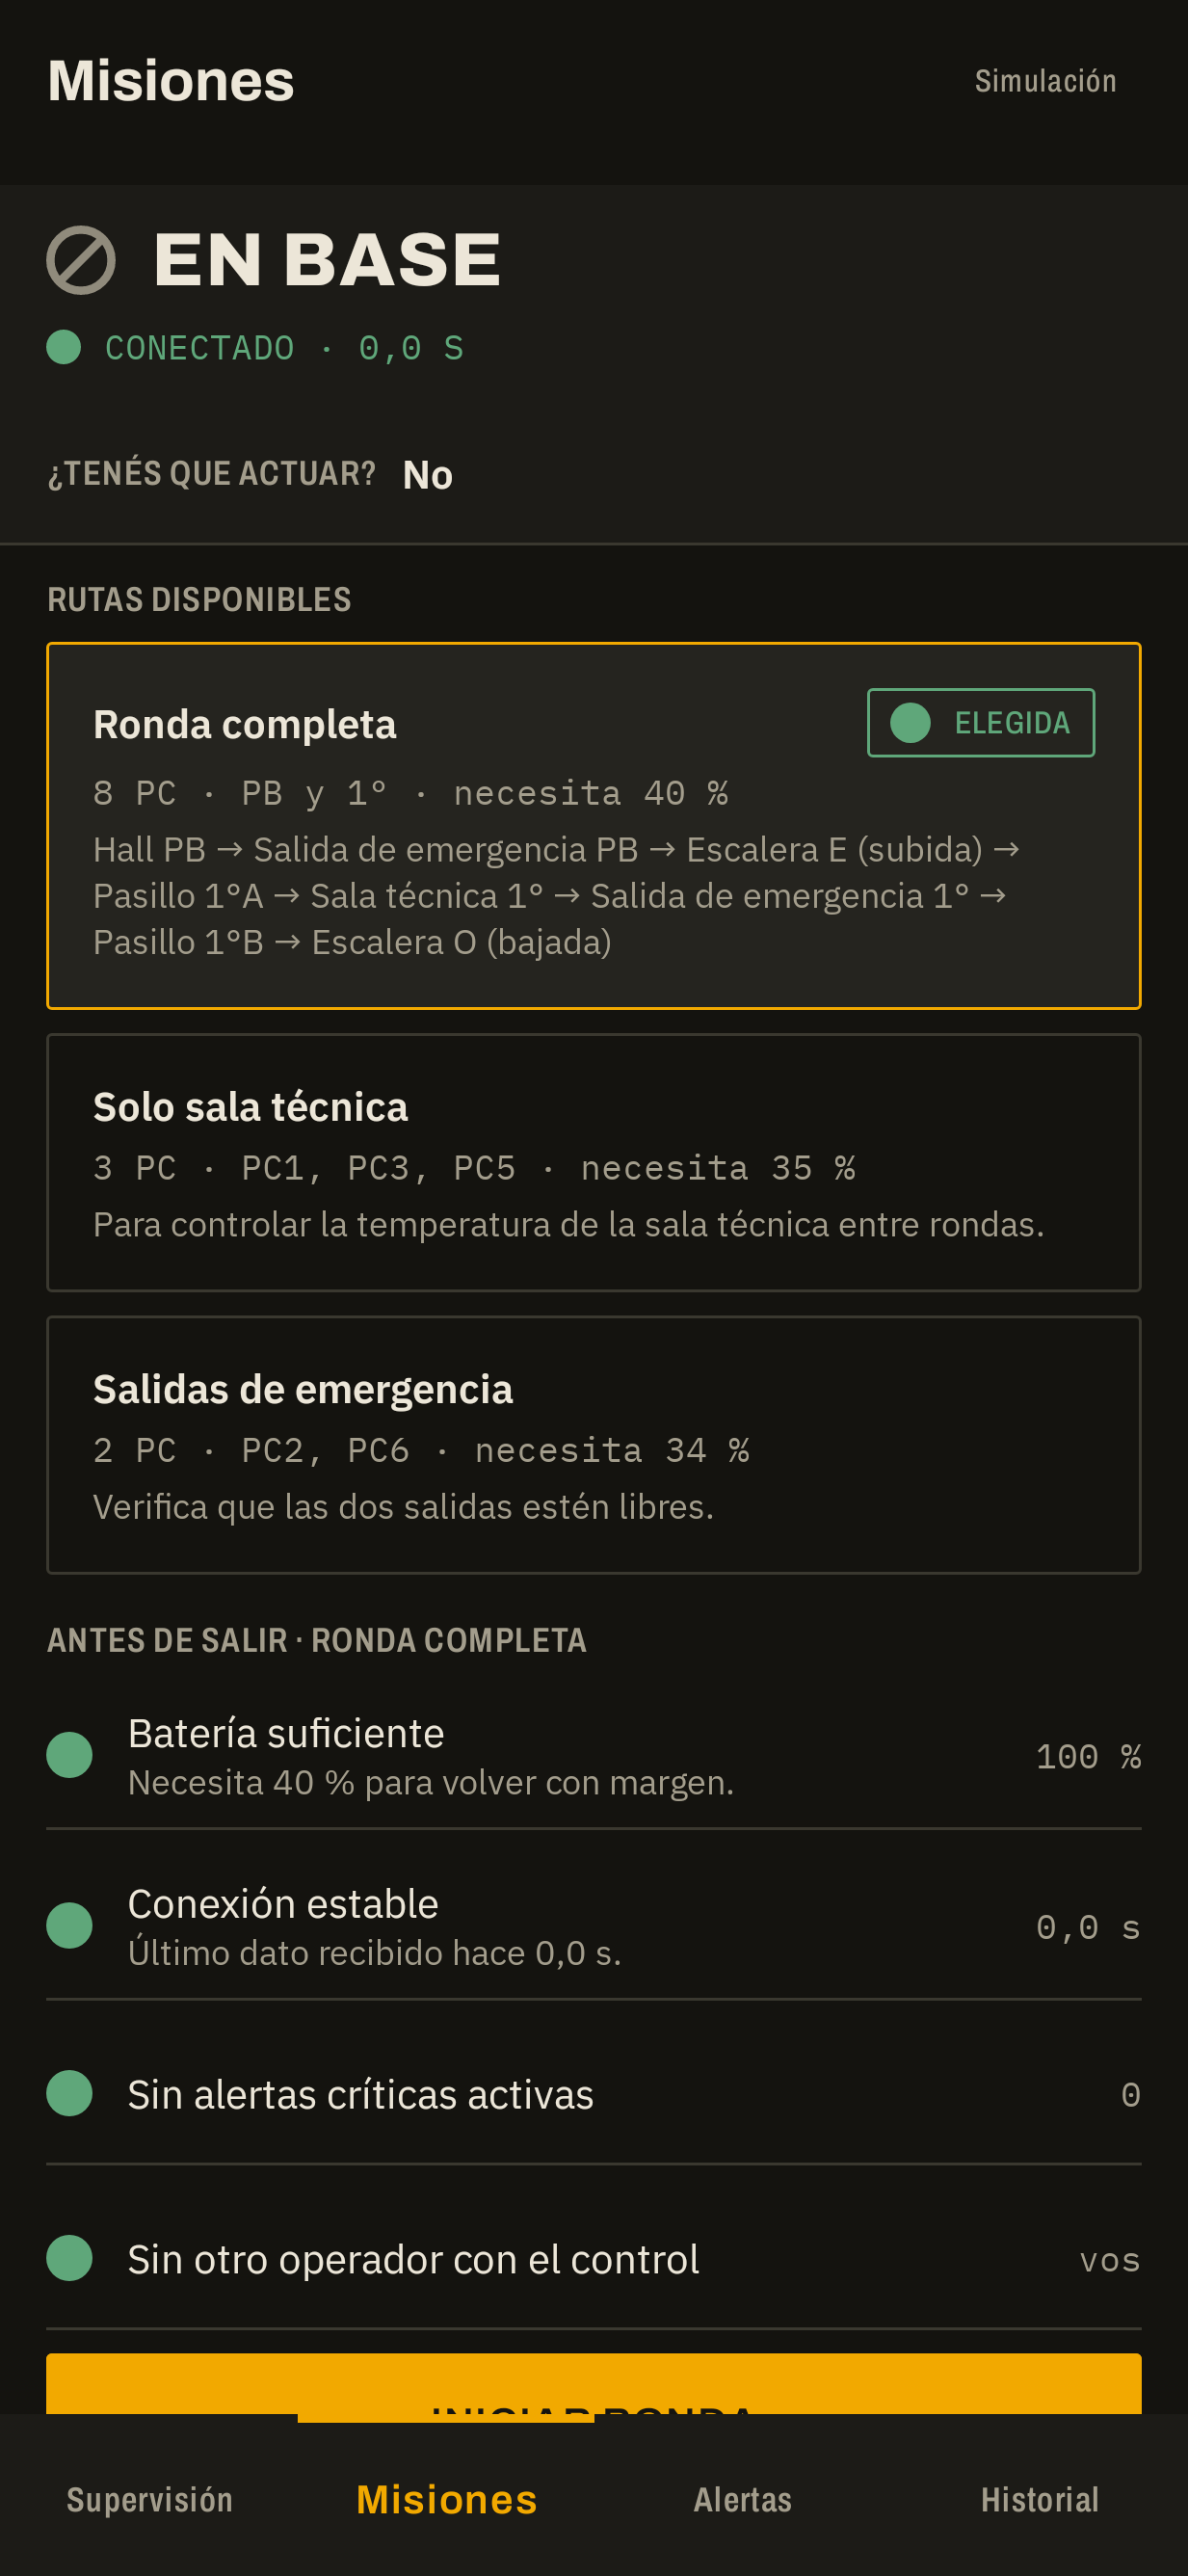 Misiones
Simulación
EN BASE
CONECTADO · 0,0 S
¿TENÉS QUE ACTUAR? No
RUTAS DISPONIBLES
Ronda completa
ELEGIDA
8 PC · PB y 1° · necesita 40 %
Hall PB → Salida de emergencia PB → Escalera E (subida) →
Pasillo 1°A → Sala técnica 1° → Salida de emergencia 1° →
Pasillo 1°B → Escalera O (bajada)
Solo sala técnica
3 PC · PC1, PC3, PC5 · necesita 35 %
Para controlar la temperatura de la sala técnica entre rondas.
Salidas de emergencia
2 PC · PC2, PC6 · necesita 34 %
Verifica que las dos salidas estén libres.
ANTES DE SALIR · RONDA COMPLETA
Batería suficiente
Necesita 40 % para volver con margen.
100 %
Conexión estable
Último dato recibido hace 0,0 s.
0,0 s
Sin alertas críticas activas
0
Sin otro operador con el control
vos
INICIAR RONDA
Supervisión
Misiones
Alertas
Historial